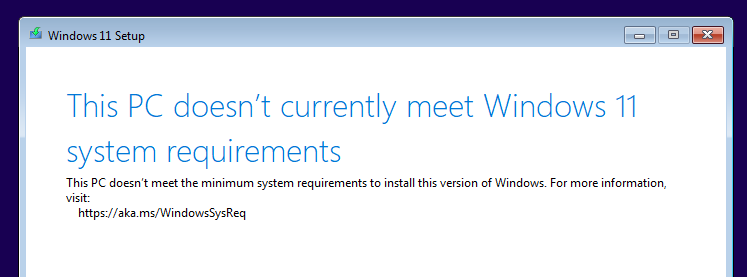 Windows 11 Setup
This PC doesn’t currently meet Windows 11
system requirements
This PC doesn’t meet the minimum system requirements to install this version of Windows. For more information,
visit:
https://aka.ms/WindowsSysReq